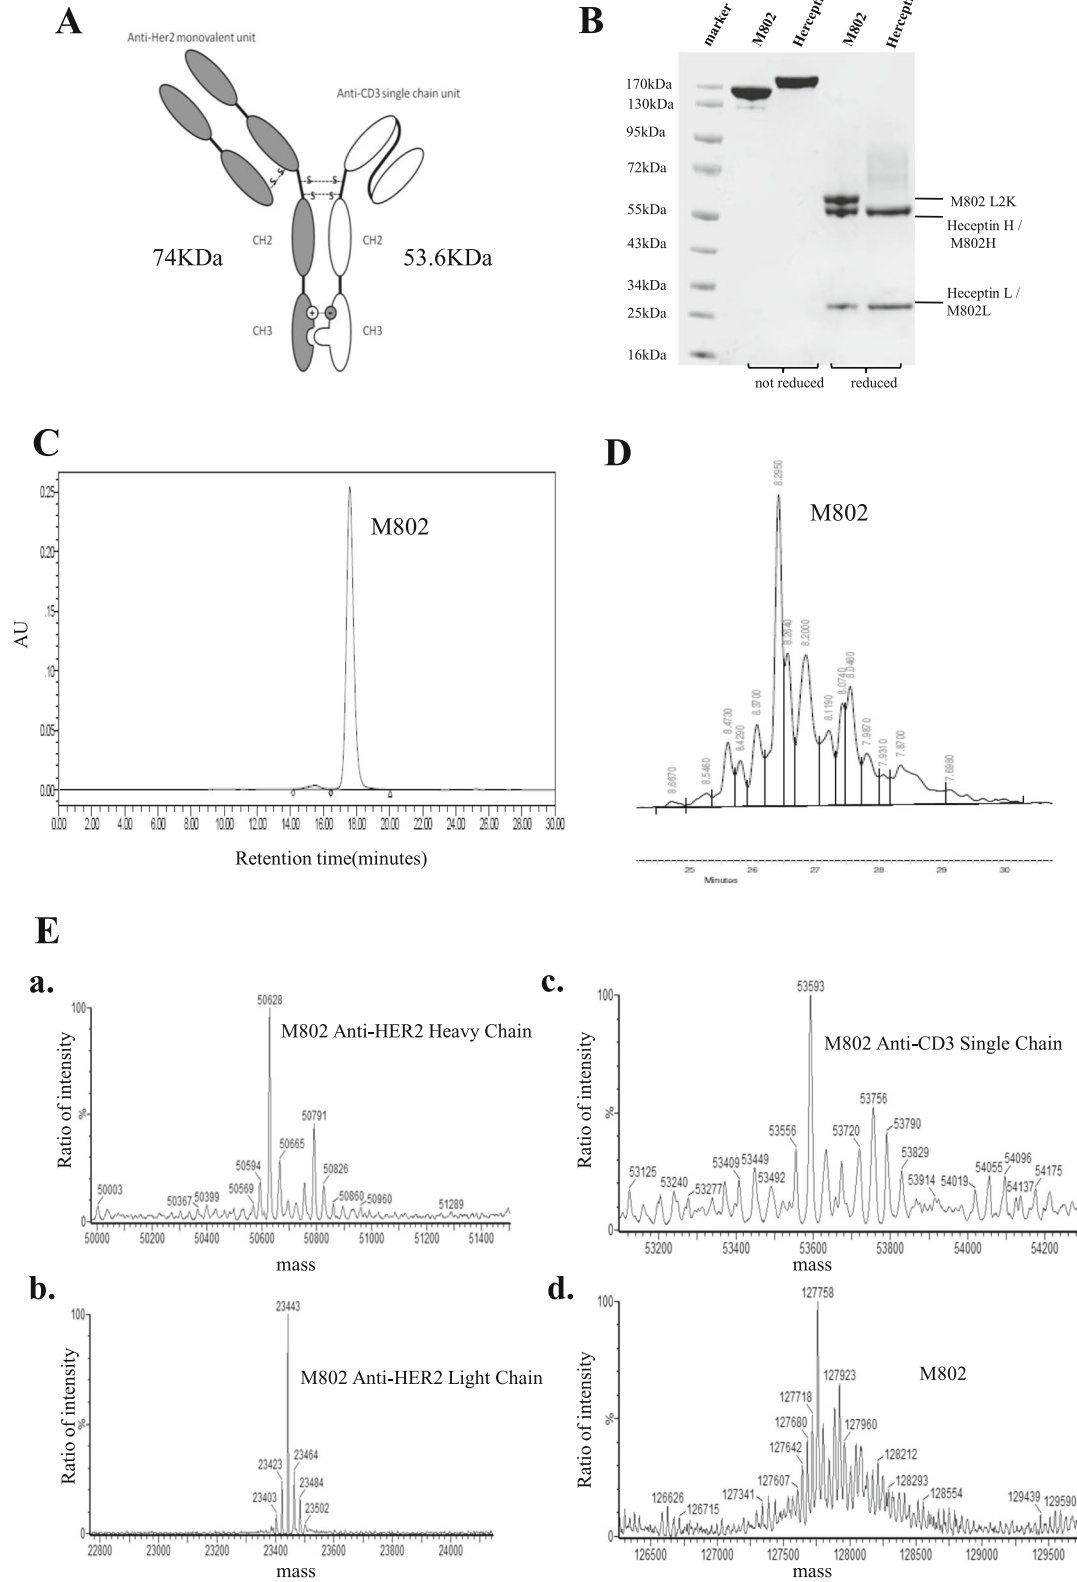 A
Anti-Her2 monovalent unit
Anti-CD3 single chain unit
S
S
S
S
S
S
CH2
CH2
74KDa
53.6KDa
+
-
CH3
CH3
B
marker
M802
M802
170kDa
130kDa
95kDa
72kDa
55kDa
43kDa
34kDa
25kDa
16kDa
M802 L2K
Heceptin H /
M802H
Heceptin L /
M802L
not reduced
reduced
C
M802
AU
0.25
0.20
.15
.10
0.05
0.00
0.00 2.00 4.00 6.00 8.00 10.00 12.00 14.00 16.00 18.00 20.00 22.00 24.00 26.00 28.00 30.00
Retention time(minutes)
D
M802
8.6670
8.5460
8.4730
8.4290
8.3700
8.2950
8.2640
8.2000
8.1190
8.0740
8.0460
7.9870
7.9310
7.8700
7.6980
25 26 27 28 29 30
Minutes
E
a.
M802 Anti-HER2 Heavy Chain
Ratio of intensity
100
%
0
50003
50367
50399
50569
50594
50628
50665
50791
50826
50860
50960
51289
50000 50200 50400 50600 50800 51000 51200 51400
mass
c.
M802 Anti-CD3 Single Chain
Ratio of intensity
100
%
0
53125
53240
53277
53409
53449
53492
53556
53593
53720
53756
53790
53829
53914
54019
54055
54096
54137
54175
53200 53400 53600 53800 54000 54200
mass
b.
M802 Anti-HER2 Light Chain
Ratio of intensity
100
%
0
23403
23423
23443
23464
23484
23502
22800 23000 23200 23400 23600 23800 24000
mass
d.
M802
Ratio of intensity
100
%
0
126626
126715
127341
127607
127642
127680
127718
127758
127923
127960
128212
128293
128554
129439
129590
126500 127000 127500 128000 128500 129000 129500
mass